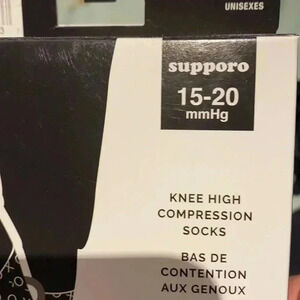 UNISEXES
supporo
15-20
mmHg
KNEE HIGH
COMPRESSION
SOCKS
BAS DE
CONTENTION
AUX GENOUX